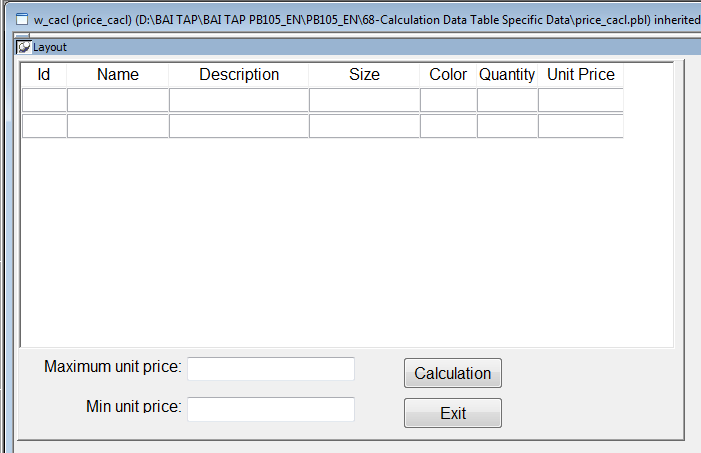 w_cacl (price_cacl) (D:\BAI TAP\BAI TAP PB105_EN\PB105_EN\68-Calculation Data Table Specific Data\price_cacl.pbl) inherited
Layout
Id Name Description Size Color Quantity Unit Price
Maximum unit price:
Calculation
Min unit price:
Exit